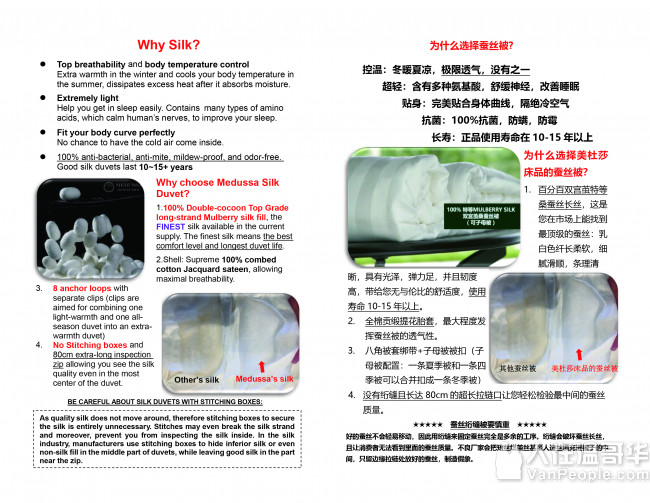 Why Silk?
Top breathability and body temperature control
Extra warmth in the winter and cools your body temperature in
the summer, dissipates excess heat after it absorbs moisture.
Extremely light
Help you get in sleep easily. Contains many types of amino
acids, which calm human's nerves, to improve your sleep.
Fit your body curve perfectly
No chance to have the cold air come inside.
100% anti-bacterial, anti-mite, mildew-proof, and odor-free.
Good silk duvets last 10~15+ years
Why choose Medussa Silk
Duvet?
1.100% Double-cocoon Top Grade
long-strand Mulberry silk fill, the
FINEST silk available in the current
supply. The finest silk means the best
comfort level and longest duvet life.
2.Shell: Supreme 100% combed
cotton Jacquard sateen, allowing
maximal breathability.
3. 8 anchor loops with
separate clips (clips are
aimed for combining one
light-warmth and one all-
season duvet into an extra-
warmth duvet)
4. No Stitching boxes and
80cm extra-long inspection
zip allowing you see the silk
quality even in the most
center of the duvet.
Other's silk
Medussa's silk
BE CAREFUL ABOUT SILK DUVETS WITH STITCHING BOXES:
As quality silk does not move around, therefore stitching boxes to secure
the silk is entirely unnecessary. Stitches may even break the silk strand
and moreover, prevent you from inspecting the silk inside. In the silk
industry, manufacturers use stitching boxes to hide inferior silk or even
non-silk fill in the middle part of duvets, while leaving good silk in the part
near the zip.
为什么选择蚕丝被?
控温：冬暖夏凉，极限透气，没有之一
超轻：含有多种氨基酸，舒缓神经，改善睡眠
贴身：完美贴合身体曲线，隔绝冷空气
抗菌：100%抗菌，防螨，防霉
长寿：正品使用寿命在 10-15 年以上
100% 特等MULBERRY SILK
双宫桑蚕丝被
（可子母被）
为什么选择美杜莎
床品的蚕丝被?
1. 百分百双宫茧特等
桑蚕丝长丝，这是
您在市场上能找到
最顶级的蚕丝：乳
白色纤长柔软，细
腻滑顺，条理清
晰，具有光泽，弹力足，并且韧度
高，带给您无与伦比的舒适度，使用
寿命 10-15 年以上。
2. 全棉贡缎提花胎套，最大程度发
挥蚕丝被的透气性。
3. 八角被套绑带+子母被被扣（子
母被配置：一条夏季被和一条四
季被可以合并扣成一条冬季被）
其他蚕丝被
美杜莎床品的蚕丝被
4. 没有绗缝且长达 80cm 的超长拉链口让您轻松检验最中间的蚕丝
质量。
★★★★★ 蚕丝绗缝被要慎重 ★★★★★
好的蚕丝不会轻易移动，因此用绗缝来固定蚕丝完全是多余的工序。绗缝会破坏蚕丝长丝，
且让消费者无法看到里面的蚕丝质量。不良厂家会把
间，只留边缘拉链处放好的蚕丝，制造假象。
人在温哥华
VanPeople.com